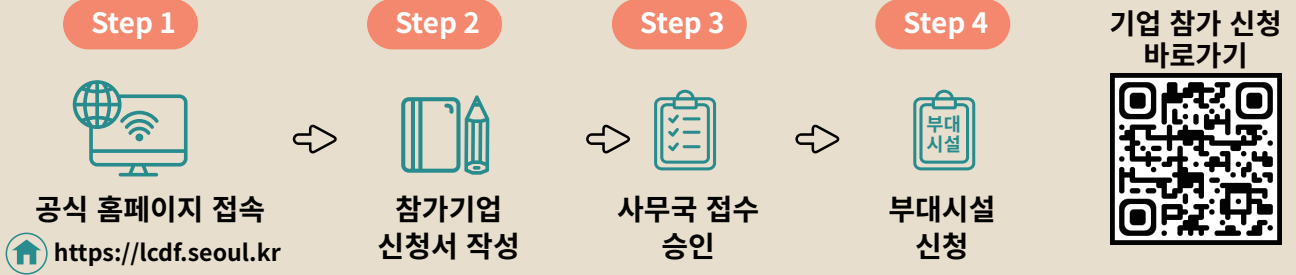 Step 1
공식 홈페이지 접속
https://lcdf.seoul.kr
Step 2
참가기업
신청서 작성
Step 3
사무국 접수
승인
Step 4
부대
시설
부대시설
신청
기업 참가 신청
바로가기